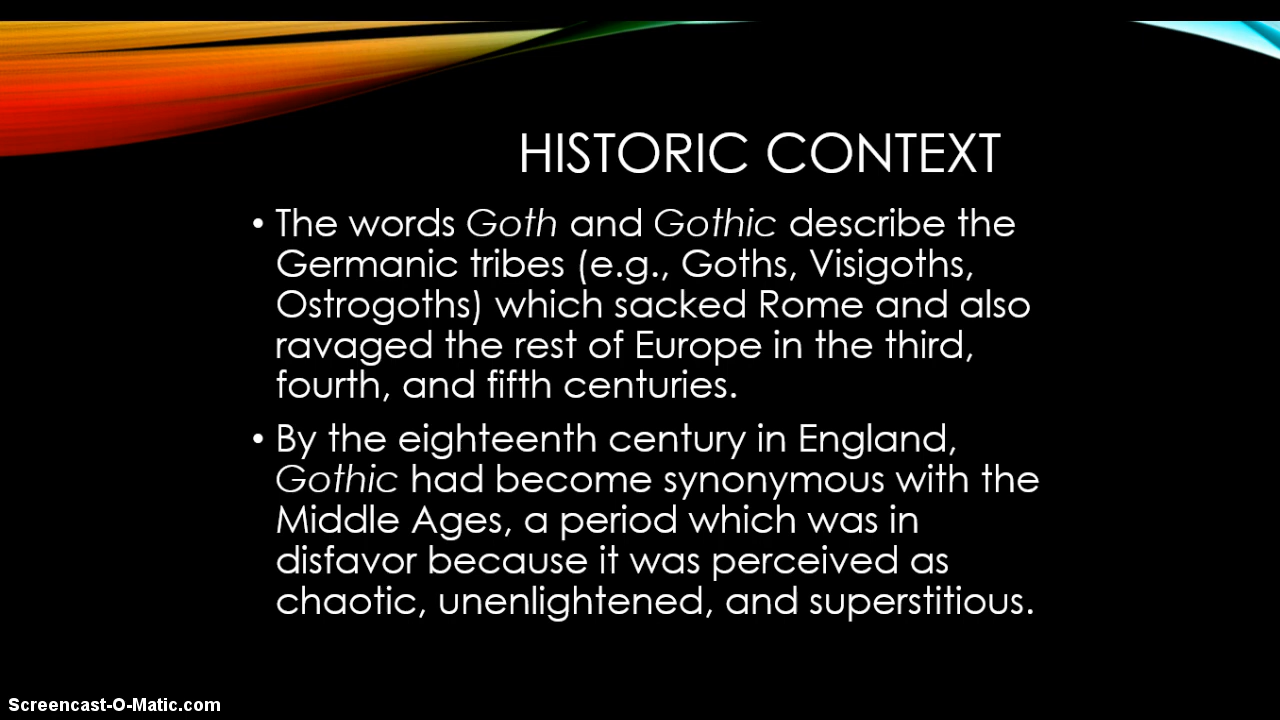 HISTORIC CONTEXT
• The words Goth and Gothic describe the
Germanic tribes (e.g., Goths, Visigoths,
Ostrogoths) which sacked Rome and also
ravaged the rest of Europe in the third,
fourth, and fifth centuries.
• By the eighteenth century in England,
Gothic had become synonymous with the
Middle Ages, a period which was in
disfavor because it was perceived as
chaotic, unenlightened, and superstitious.
Screencast-O-Matic.com